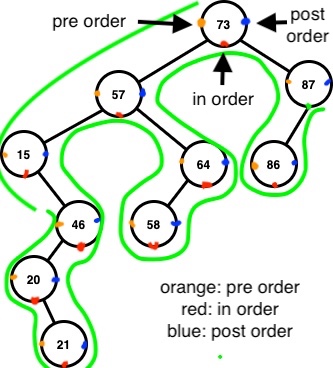 pre order
73
post
order
87
57
in order
15
64
86
46
58
20
21
orange: pre order
red: in order
blue: post order